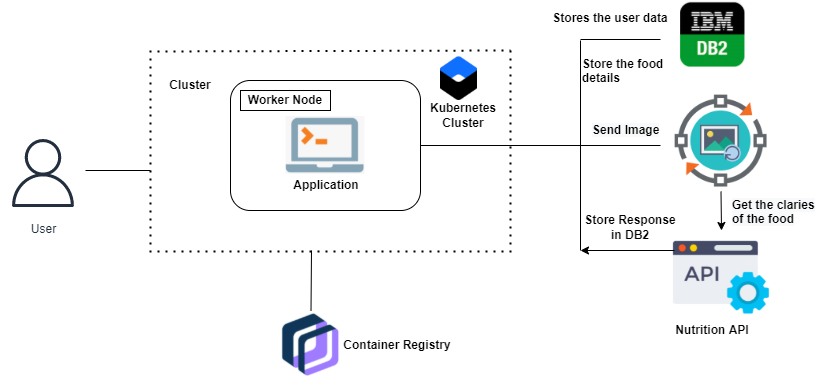 Stores the user data
IBM
DB2
Store the food
details
Cluster
Kubernetes
Cluster
Worker Node
Application
Send Image
User
Get the claries
of the food
Store Response
in DB2
API
Nutrition API
Container Registry